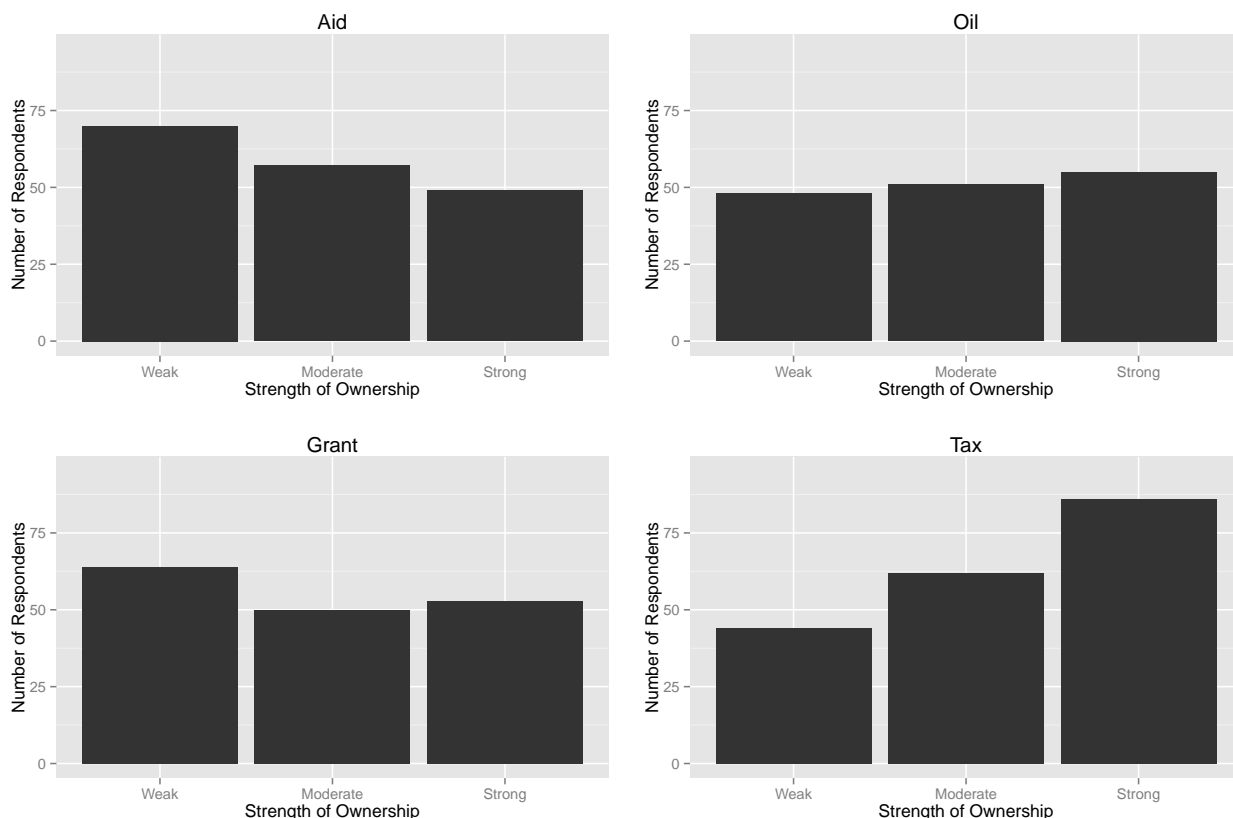 Aid
Number of Respondents
75
50
25
0
Weak Moderate Strong
Strength of Ownership
Oil
Number of Respondents
75
50
25
0
Weak Moderate Strong
Strength of Ownership
Grant
Number of Respondents
75
50
25
0
Weak Moderate Strong
Strength of Ownership
Tax
Number of Respondents
75
50
25
0
Weak Moderate Strong
Strength of Ownership